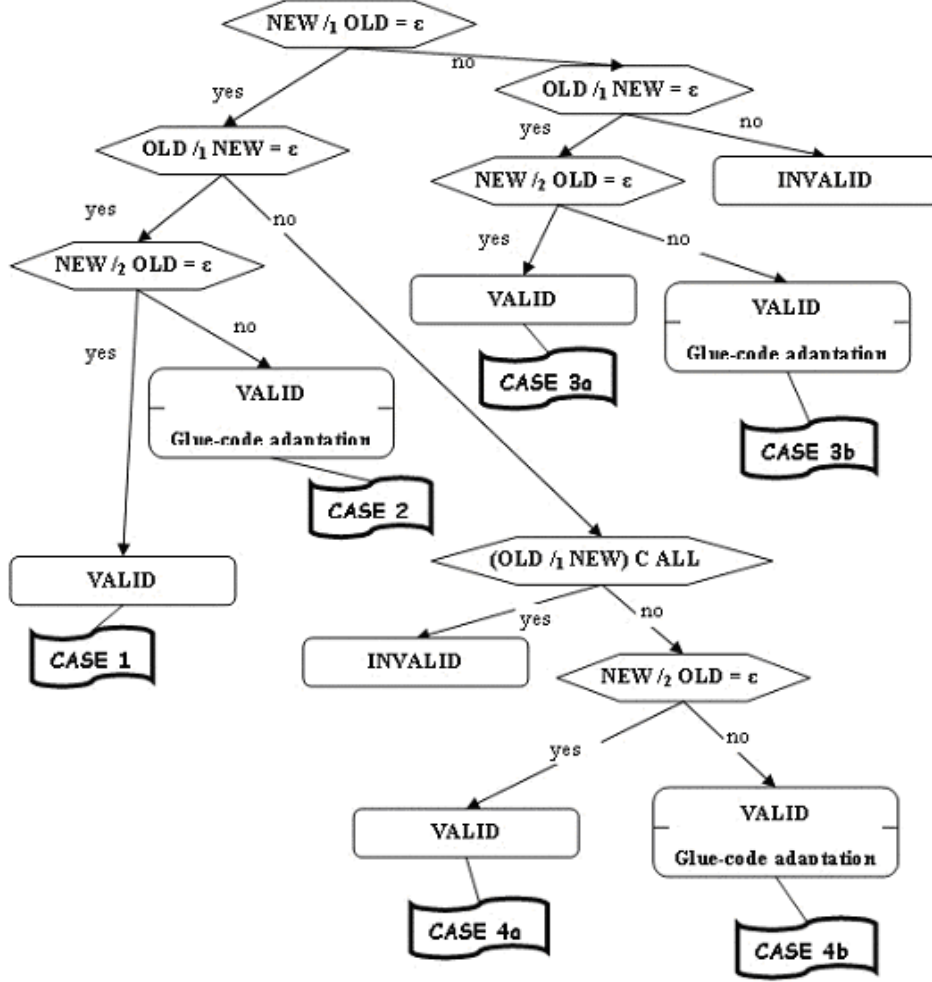 NEW /₁ OLD = ε
no
yes
OLD /₁ NEW = ε
yes
no
OLD /₁ NEW = ε
NEW /₂ OLD = ε
INVALID
yes
no
yes
no
NEW /₂ OLD = ε
VALID
VALID
Glue-code adaptation
yes
no
CASE 3a
VALID
Glue-code adaptation
CASE 3b
CASE 2
(OLD /₁ NEW) C ALL
VALID
yes
no
CASE 1
INVALID
NEW /₂ OLD = ε
yes
no
VALID
VALID
Glue-code adaptation
CASE 4a
CASE 4b